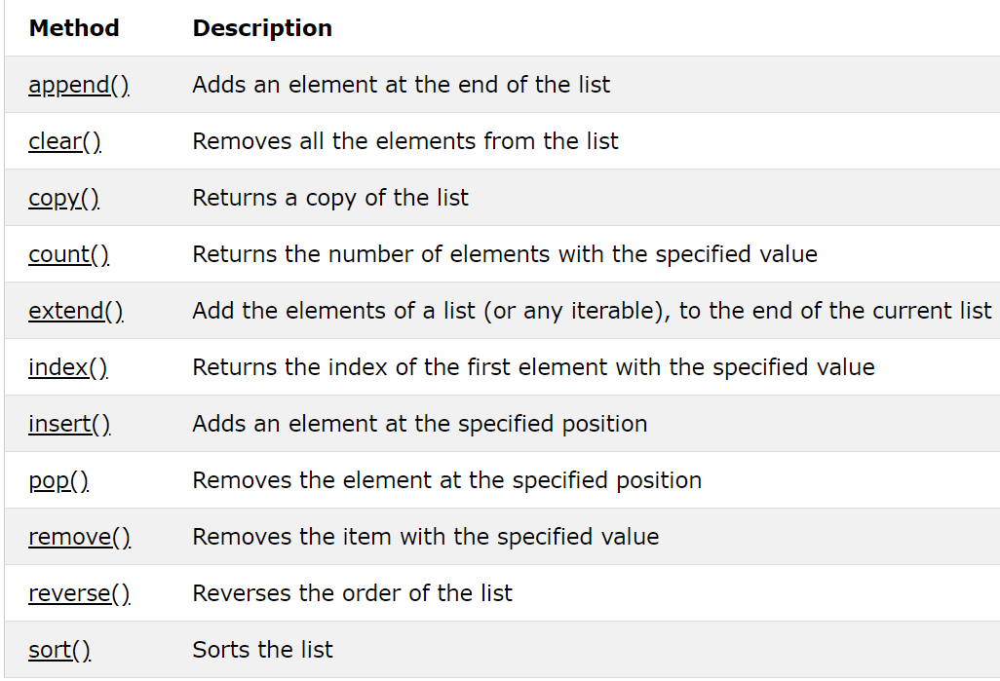 Method Description
append() Adds an element at the end of the list
clear() Removes all the elements from the list
copy() Returns a copy of the list
count() Returns the number of elements with the specified value
extend() Add the elements of a list (or any iterable), to the end of the current list
index() Returns the index of the first element with the specified value
insert() Adds an element at the specified position
pop() Removes the element at the specified position
remove() Removes the item with the specified value
reverse() Reverses the order of the list
sort() Sorts the list